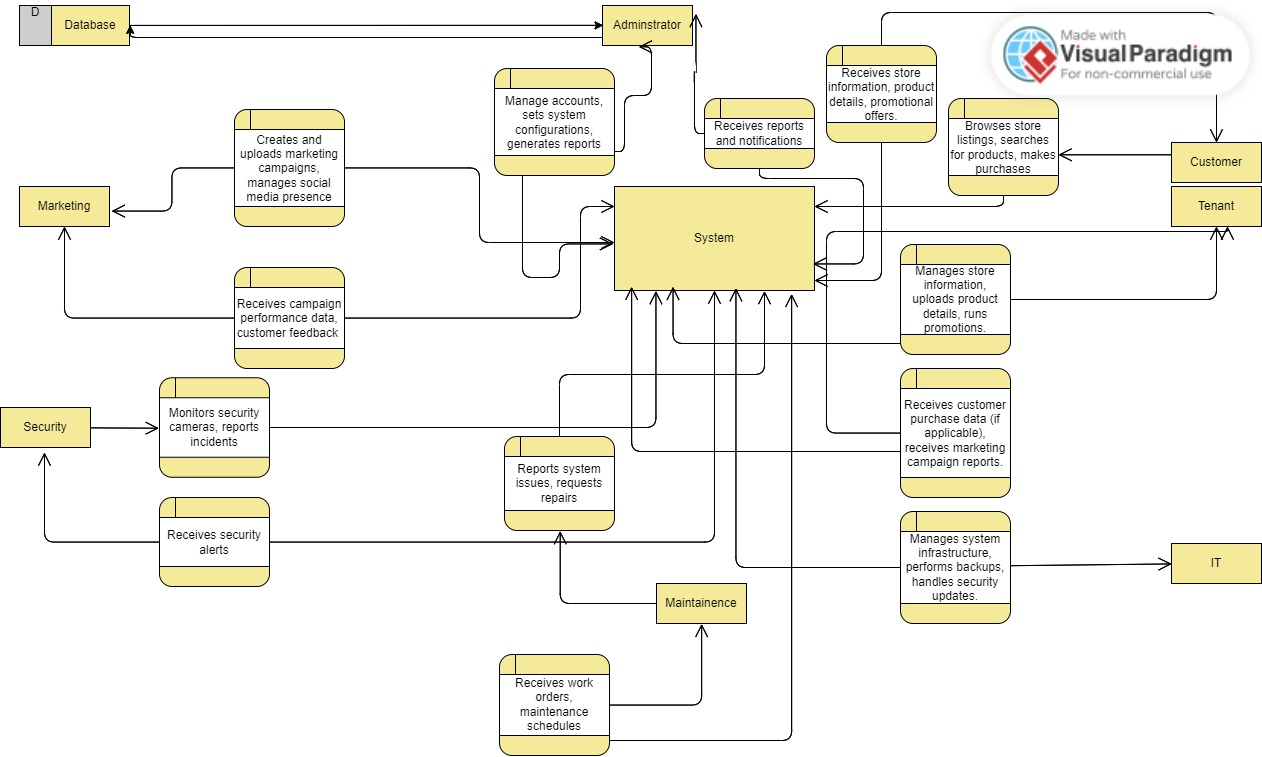 D
Database
Adminstrator
Made with
Visual Paradigm
For non-commercial use
Receives store
information, product
details, promotional
offers.
Manage accounts,
sets system
configurations,
generates reports
Receives reports
and notifications
Browses store
listings, searches
for products, makes
purchases
Customer
Creates and
uploads marketing
campaigns,
manages social
media presence
Marketing
Tenant
System
Manages store
information,
uploads product
details, runs
promotions.
Receives campaign
performance data,
customer feedback
Security
Monitors security
cameras, reports
incidents
Receives customer
purchase data (if
applicable),
receives marketing
campaign reports.
Reports system
issues, requests
repairs
Receives security
alerts
Manages system
infrastructure,
performs backups,
handles security
updates.
IT
Maintainence
Receives work
orders,
maintenance
schedules